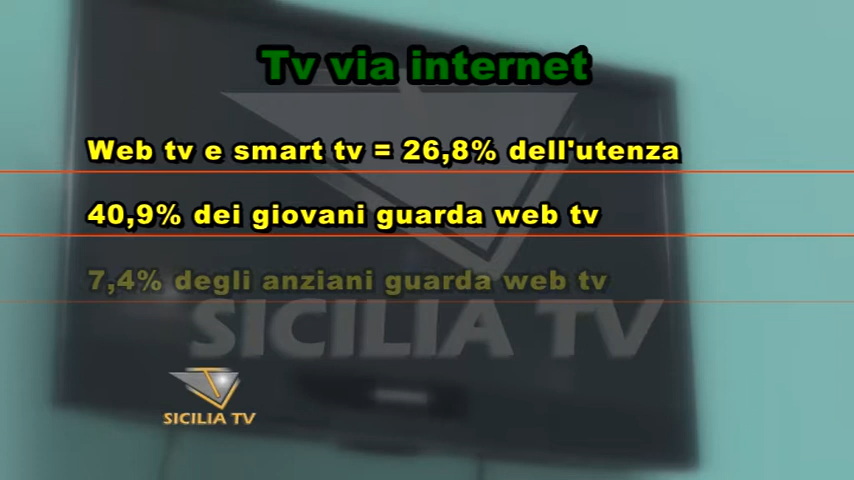 Tv via internet
Web tv e smart tv = 26,8% dell'utenza
40,9% dei giovani guarda web tv
7,4% degli anziani guarda web tv
SICILIA TV
SICILIA TV